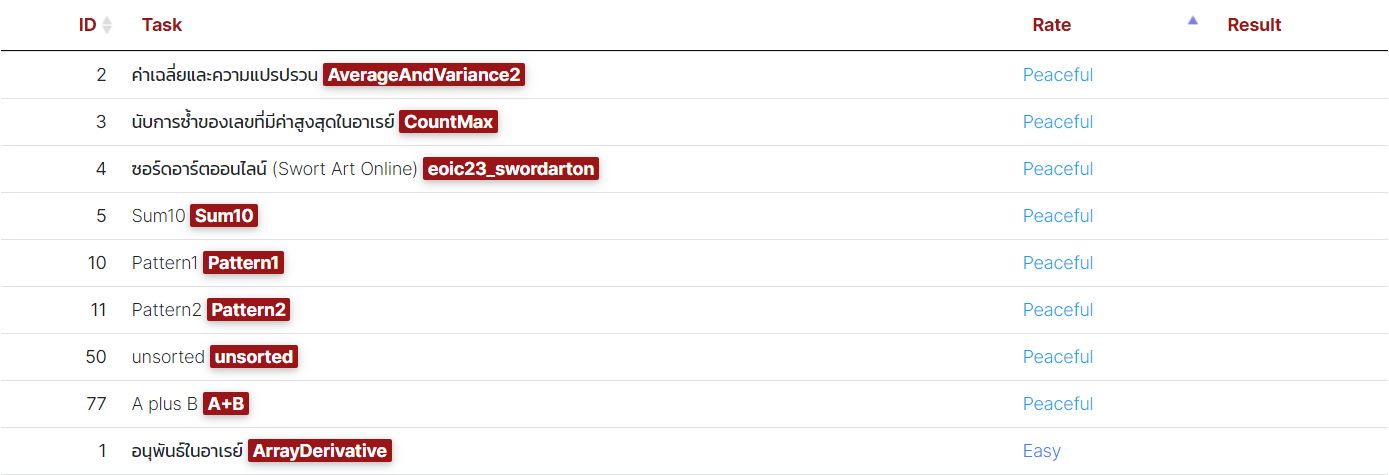 ID Task Rate Result
2 ค่าเฉลี่ยและความแปรปรวน AverageAndVariance2 Peaceful
3 นับการซ้ำของเลขที่มีค่าสูงสุดในอาเรย์ CountMax Peaceful
4 ซอร์ดอาร์ตออนไลน์ (Swort Art Online) eoic23_swordarton Peaceful
5 Sum10 Sum10 Peaceful
10 Pattern1 Pattern1 Peaceful
11 Pattern2 Pattern2 Peaceful
50 unsorted unsorted Peaceful
77 A plus B A+B Peaceful
1 อนุพันธ์ในอาเรย์ ArrayDerivative Easy